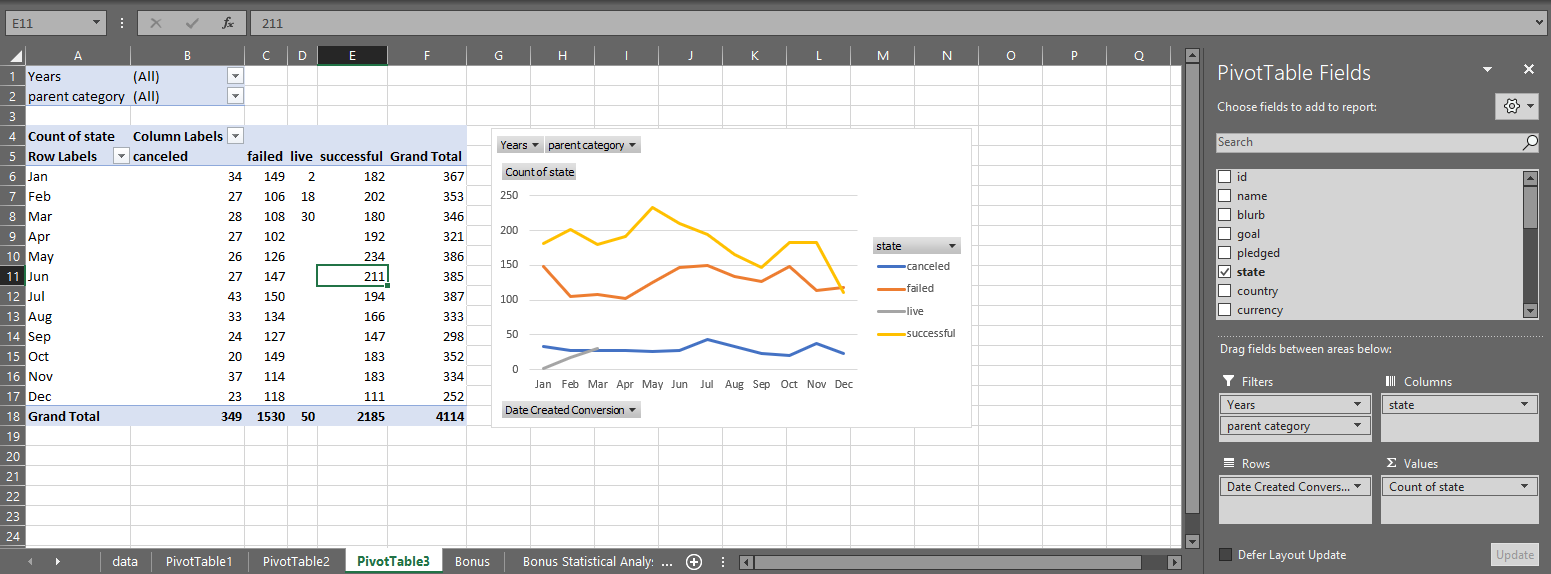 E11 fx 211
A B C D E F G H I J K L M N O P Q
1 Years (All)
2 parent category (All)
3
4 Count of state Column Labels
5 Row Labels canceled failed live successful Grand Total
6 Jan 34 149 2 182 367
7 Feb 27 106 18 202 353
8 Mar 28 108 30 180 346
9 Apr 27 102 192 321
10 May 26 126 234 386
11 Jun 27 147 211 385
12 Jul 43 150 194 387
13 Aug 33 134 166 333
14 Sep 24 127 147 298
15 Oct 20 149 183 352
16 Nov 37 114 183 334
17 Dec 23 118 111 252
18 Grand Total 349 1530 50 2185 4114
19
20
21
22
23
24
Years parent category
Count of state
250
200
150
100
50
0
Jan Feb Mar Apr May Jun Jul Aug Sep Oct Nov Dec
state
canceled
failed
live
successful
Date Created Conversion
data PivotTable1 PivotTable2 PivotTable3 Bonus Bonus Statistical Analy: ...
PivotTable Fields
Choose fields to add to report:
Search
id
name
blurb
goal
pledged
state
country
currency
Drag fields between areas below:
Filters
Years
parent category
Columns
state
Rows
Date Created Convers...
Σ Values
Count of state
Defer Layout Update Update